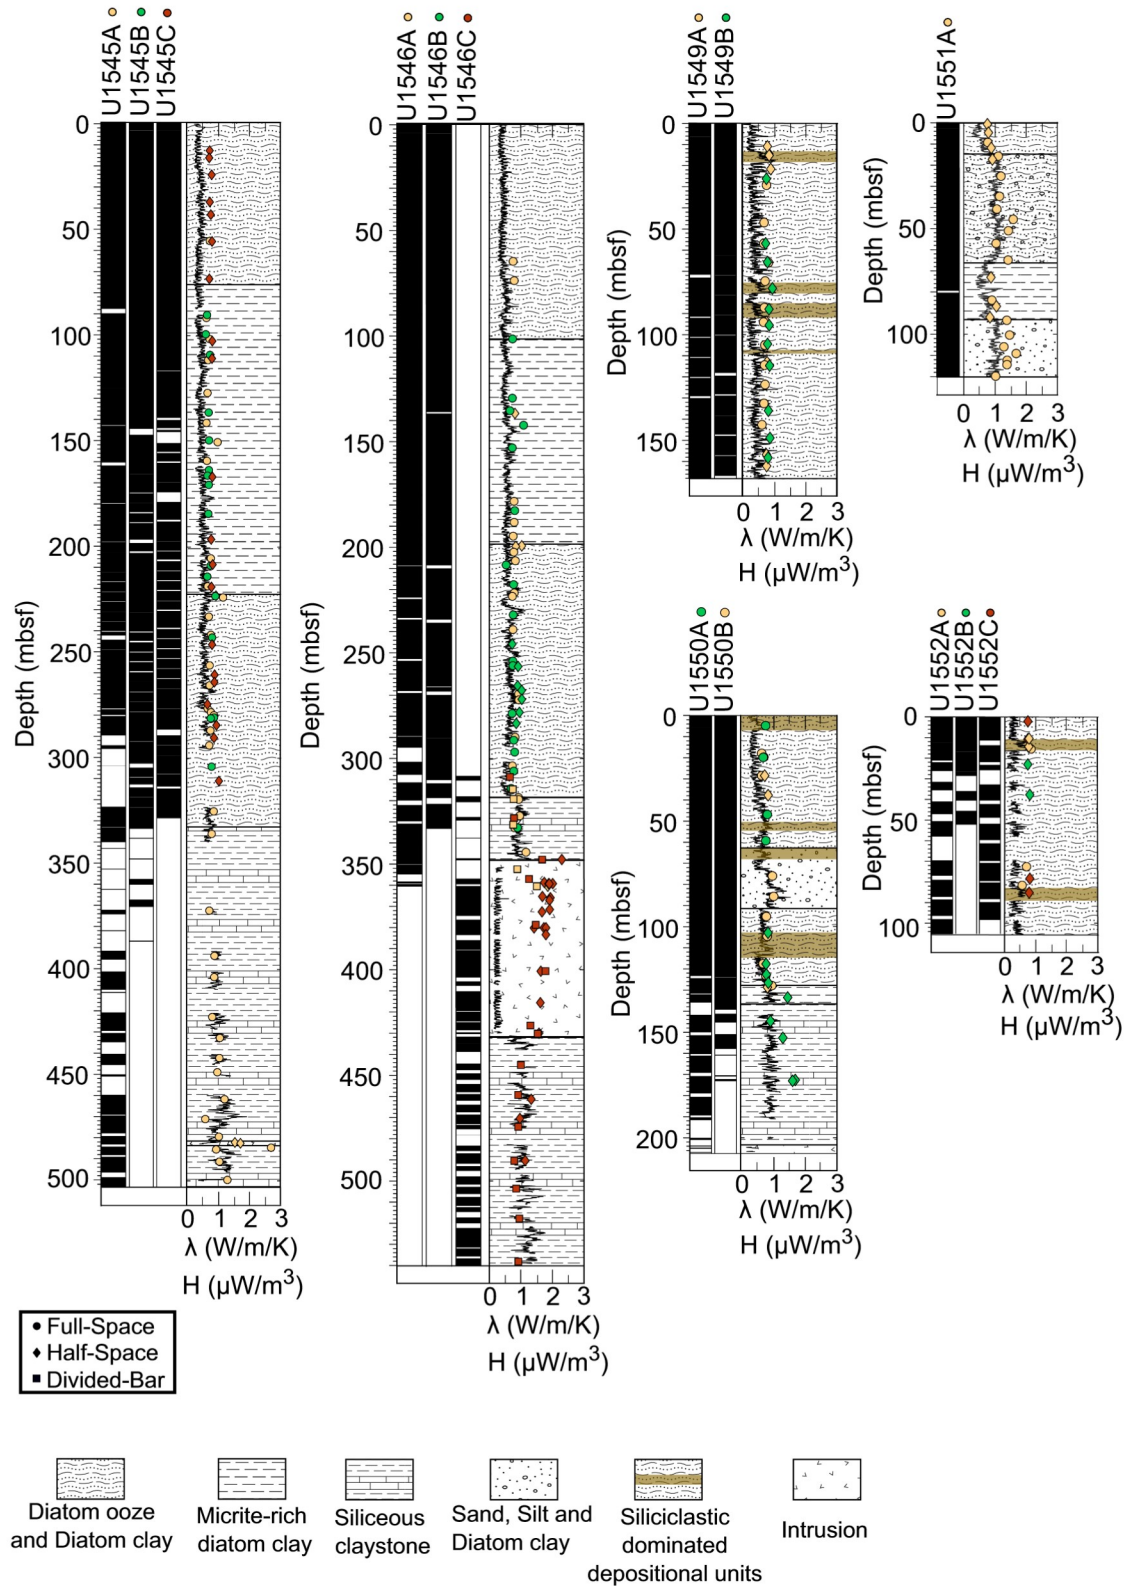 U1545A
U1545B
U1545C
0
50
100
150
200
250
300
350
400
450
500
Depth (mbsf)
0 1 2 3
λ (W/m/K)
H (µW/m³)
U1546A
U1546B
U1546C
0
50
100
150
200
250
300
350
400
450
500
Depth (mbsf)
0 1 2 3
λ (W/m/K)
H (µW/m³)
U1549A
U1549B
0
50
100
150
Depth (mbsf)
0 1 2 3
λ (W/m/K)
H (µW/m³)
U1551A
0
50
100
Depth (mbsf)
0 1 2 3
λ (W/m/K)
H (µW/m³)
U1550A
U1550B
0
50
100
150
200
Depth (mbsf)
0 1 2 3
λ (W/m/K)
H (µW/m³)
U1552A
U1552B
U1552C
0
50
100
Depth (mbsf)
0 1 2 3
λ (W/m/K)
H (µW/m³)
Full-Space
Half-Space
Divided-Bar
Diatom ooze
and Diatom clay
Micrite-rich
diatom clay
Siliceous
claystone
Sand, Silt and
Diatom clay
Siliciclastic
dominated
depositional units
Intrusion